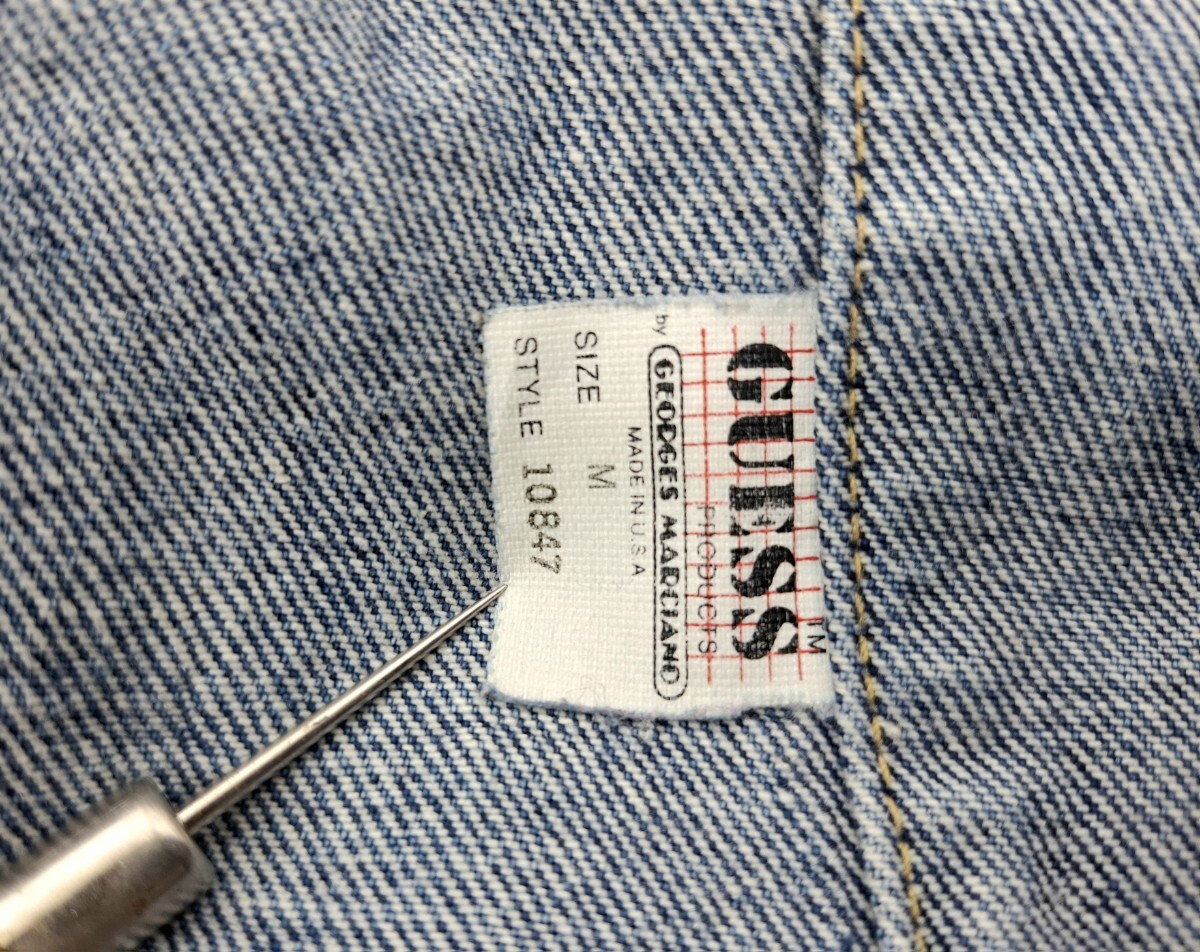 GUESS TM
PRODUCTS
by GEORGES MARCIANO
MADE IN U.S.A
SIZE M
STYLE 10847